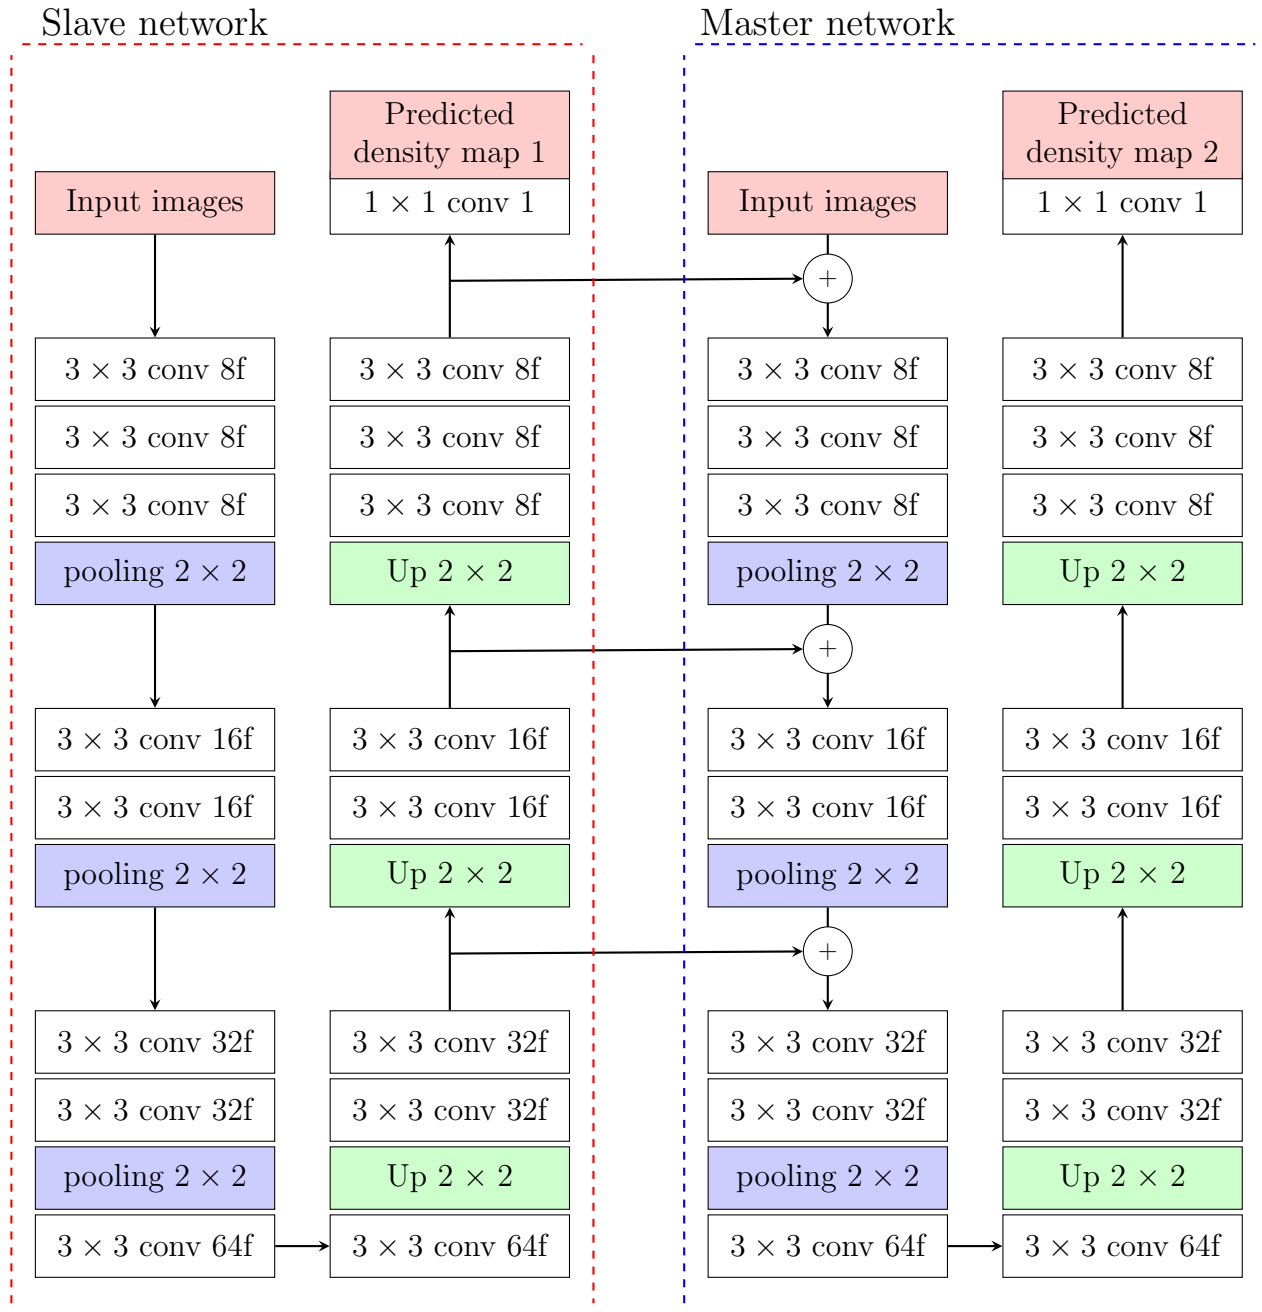 Slave network
Input images
3 × 3 conv 8f
3 × 3 conv 8f
3 × 3 conv 8f
pooling 2 × 2
3 × 3 conv 16f
3 × 3 conv 16f
pooling 2 × 2
3 × 3 conv 32f
3 × 3 conv 32f
pooling 2 × 2
3 × 3 conv 64f
Predicted
density map 1
1 × 1 conv 1
3 × 3 conv 8f
3 × 3 conv 8f
3 × 3 conv 8f
Up 2 × 2
3 × 3 conv 16f
3 × 3 conv 16f
Up 2 × 2
3 × 3 conv 32f
3 × 3 conv 32f
Up 2 × 2
3 × 3 conv 64f
Master network
Input images
+
3 × 3 conv 8f
3 × 3 conv 8f
3 × 3 conv 8f
pooling 2 × 2
+
3 × 3 conv 16f
3 × 3 conv 16f
pooling 2 × 2
+
3 × 3 conv 32f
3 × 3 conv 32f
pooling 2 × 2
3 × 3 conv 64f
Predicted
density map 2
1 × 1 conv 1
3 × 3 conv 8f
3 × 3 conv 8f
3 × 3 conv 8f
Up 2 × 2
3 × 3 conv 16f
3 × 3 conv 16f
Up 2 × 2
3 × 3 conv 32f
3 × 3 conv 32f
Up 2 × 2
3 × 3 conv 64f